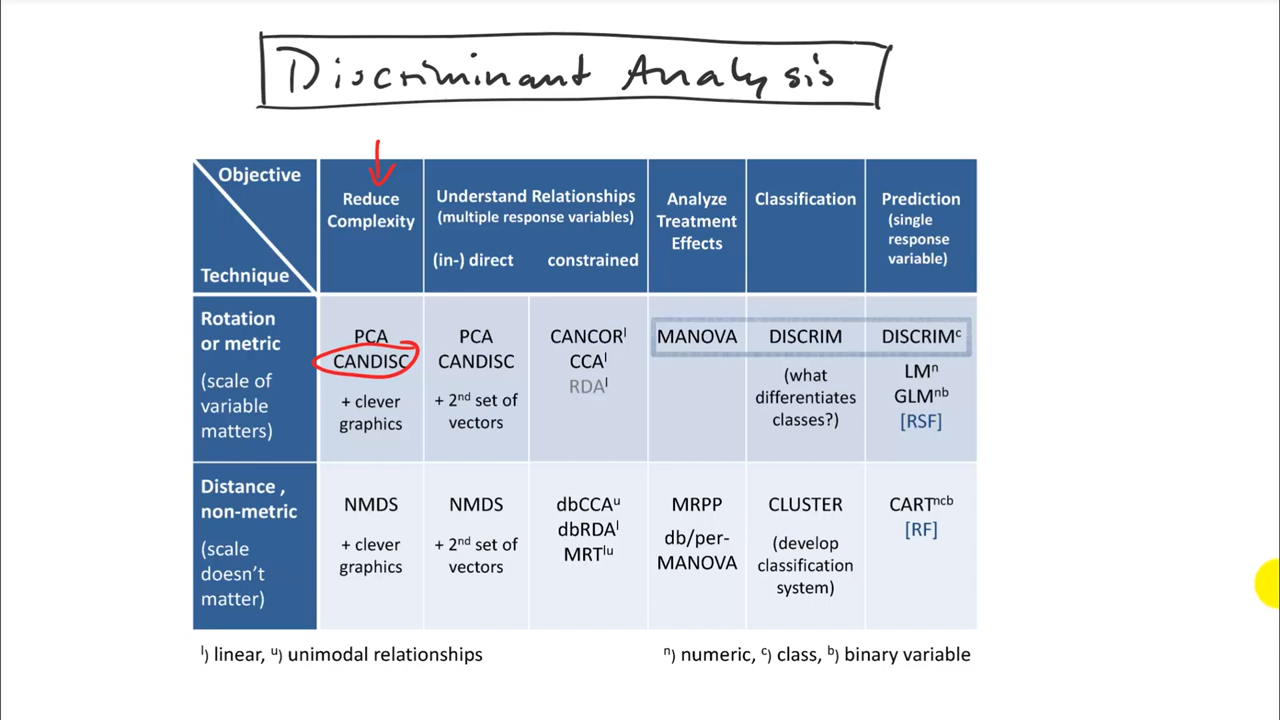 Discriminant Analysis
Objective
Technique
Reduce
Complexity
Understand Relationships
(multiple response variables)
(in-) direct constrained
Analyze
Treatment
Effects
Classification
Prediction
(single
response
variable)
Rotation
or metric
(scale of
variable
matters)
PCA
CANDISC
+ clever
graphics
PCA
CANDISC
+ 2nd set of
vectors
CANCORˡ
CCAˡ
RDAˡ
MANOVA
DISCRIM
(what
differentiates
classes?)
DISCRIMᶜ
LMⁿ
GLMⁿᵇ
[RSF]
Distance ,
non-metric
(scale
doesn’t
matter)
NMDS
+ clever
graphics
NMDS
+ 2nd set of
vectors
dbCCAᵘ
dbRDAˡ
MRTˡᵘ
MRPP
db/per-
MANOVA
CLUSTER
(develop
classification
system)
CARTⁿᶜᵇ
[RF]
ˡ) linear, ᵘ) unimodal relationships
ⁿ) numeric, ᶜ) class, ᵇ) binary variable